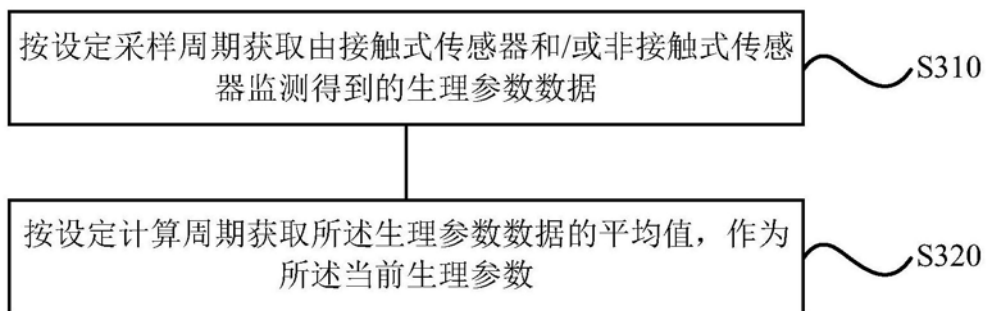 按设定采样周期获取由接触式传感器和/或非接触式传感
器监测得到的生理参数数据
S310
按设定计算周期获取所述生理参数数据的平均值，作为
所述当前生理参数
S320